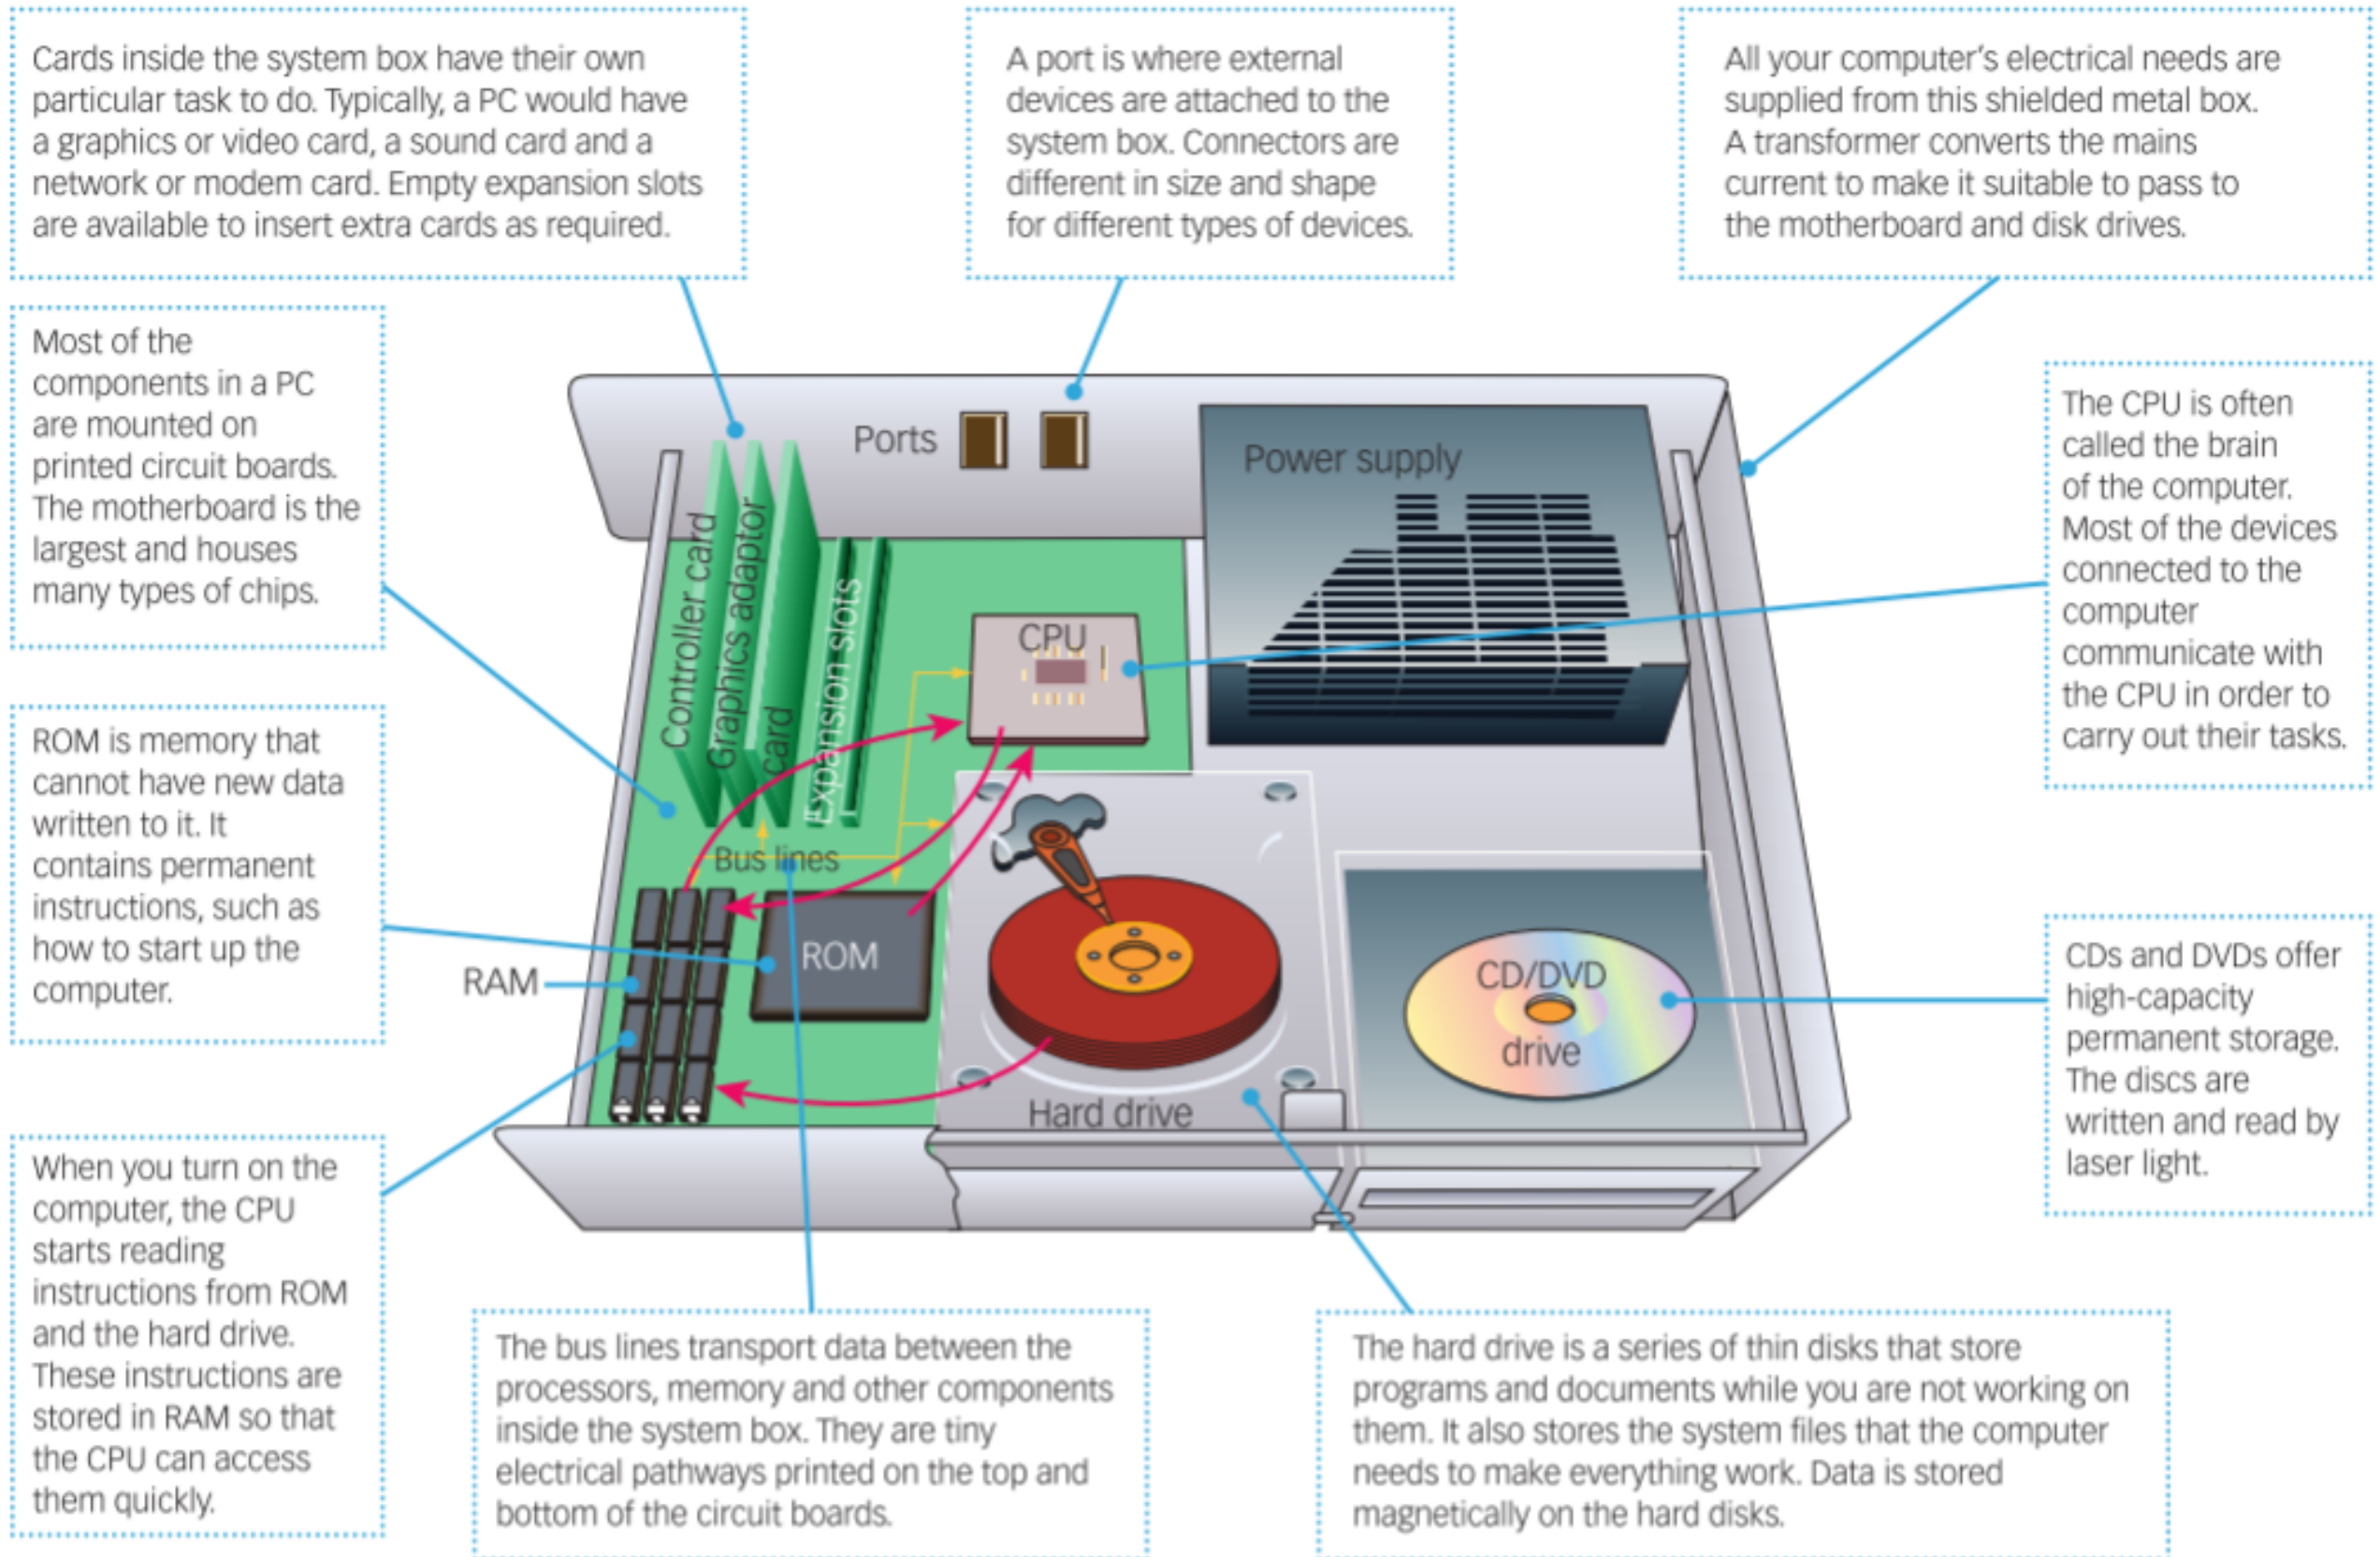 Cards inside the system box have their own
particular task to do. Typically, a PC would have
a graphics or video card, a sound card and a
network or modem card. Empty expansion slots
are available to insert extra cards as required.
A port is where external
devices are attached to the
system box. Connectors are
different in size and shape
for different types of devices.
All your computer's electrical needs are
supplied from this shielded metal box.
A transformer converts the mains
current to make it suitable to pass to
the motherboard and disk drives.
Most of the
components in a PC
are mounted on
printed circuit boards.
The motherboard is the
largest and houses
many types of chips.
The CPU is often
called the brain
of the computer.
Most of the devices
connected to the
computer
communicate with
the CPU in order to
carry out their tasks.
Ports
Power supply
Controller card
Graphics adaptor
card
Expansion slots
CPU
Bus lines
ROM is memory that
cannot have new data
written to it. It
contains permanent
instructions, such as
how to start up the
computer.
RAM
ROM
Hard drive
CD/DVD
drive
CDs and DVDs offer
high-capacity
permanent storage.
The discs are
written and read by
laser light.
When you turn on the
computer, the CPU
starts reading
instructions from ROM
and the hard drive.
These instructions are
stored in RAM so that
the CPU can access
them quickly.
The bus lines transport data between the
processors, memory and other components
inside the system box. They are tiny
electrical pathways printed on the top and
bottom of the circuit boards.
The hard drive is a series of thin disks that store
programs and documents while you are not working on
them. It also stores the system files that the computer
needs to make everything work. Data is stored
magnetically on the hard disks.